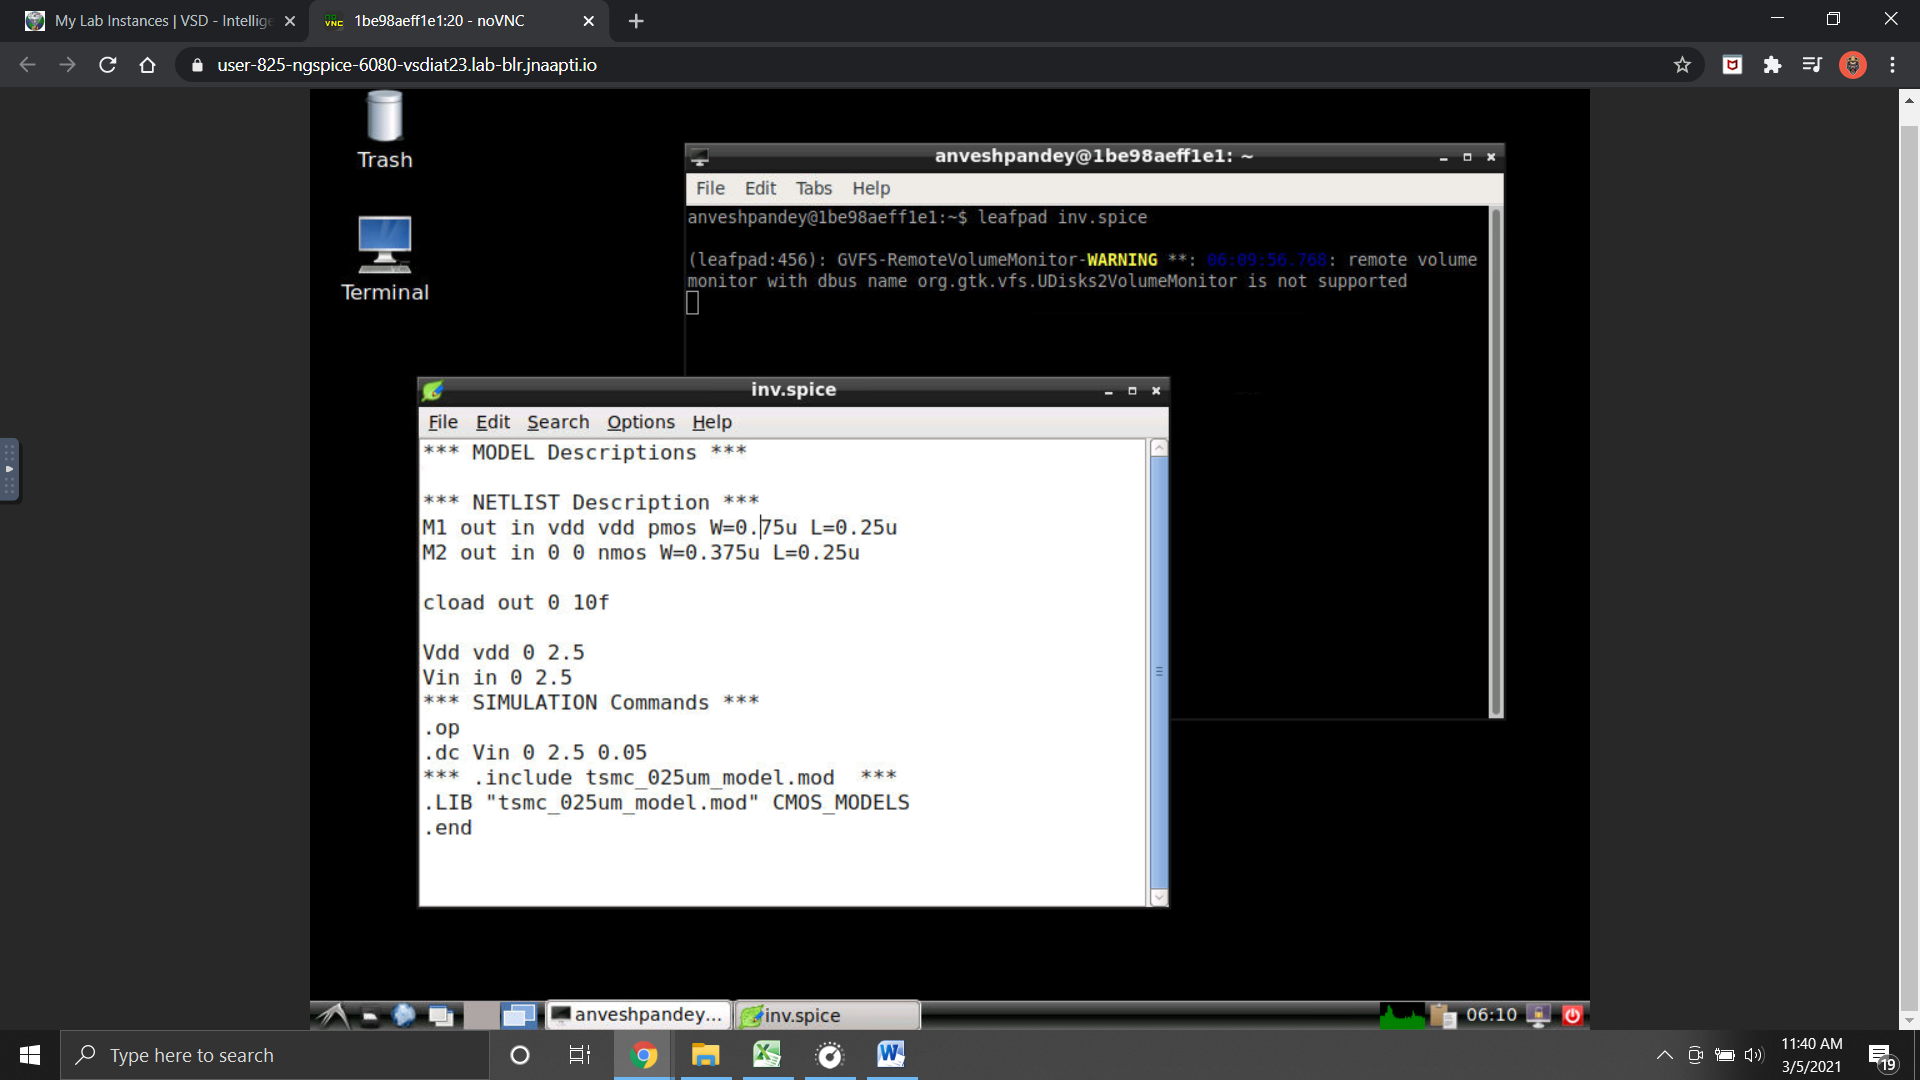 My Lab Instances | VSD - Intellige
1be98aeff1e1:20 - noVNC
user-825-ngspice-6080-vsdiat23.lab-blr.jnaapti.io
Trash
Terminal
anveshpandey@1be98aeff1e1: ~
File Edit Tabs Help
anveshpandey@1be98aeff1e1:~$ leafpad inv.spice
(leafpad:456): GVFS-RemoteVolumeMonitor-WARNING **: 06:09:56.768: remote volume
monitor with dbus name org.gtk.vfs.UDisks2VolumeMonitor is not supported
inv.spice
File Edit Search Options Help
*** MODEL Descriptions ***
*** NETLIST Description ***
M1 out in vdd vdd pmos W=0.75u L=0.25u
M2 out in 0 0 nmos W=0.375u L=0.25u
cload out 0 10f
Vdd vdd 0 2.5
Vin in 0 2.5
*** SIMULATION Commands ***
.op
.dc Vin 0 2.5 0.05
*** .include tsmc_025um_model.mod  ***
.LIB "tsmc_025um_model.mod" CMOS_MODELS
.end
anveshpandey...
inv.spice
06:10
Type here to search
11:40 AM
3/5/2021
19